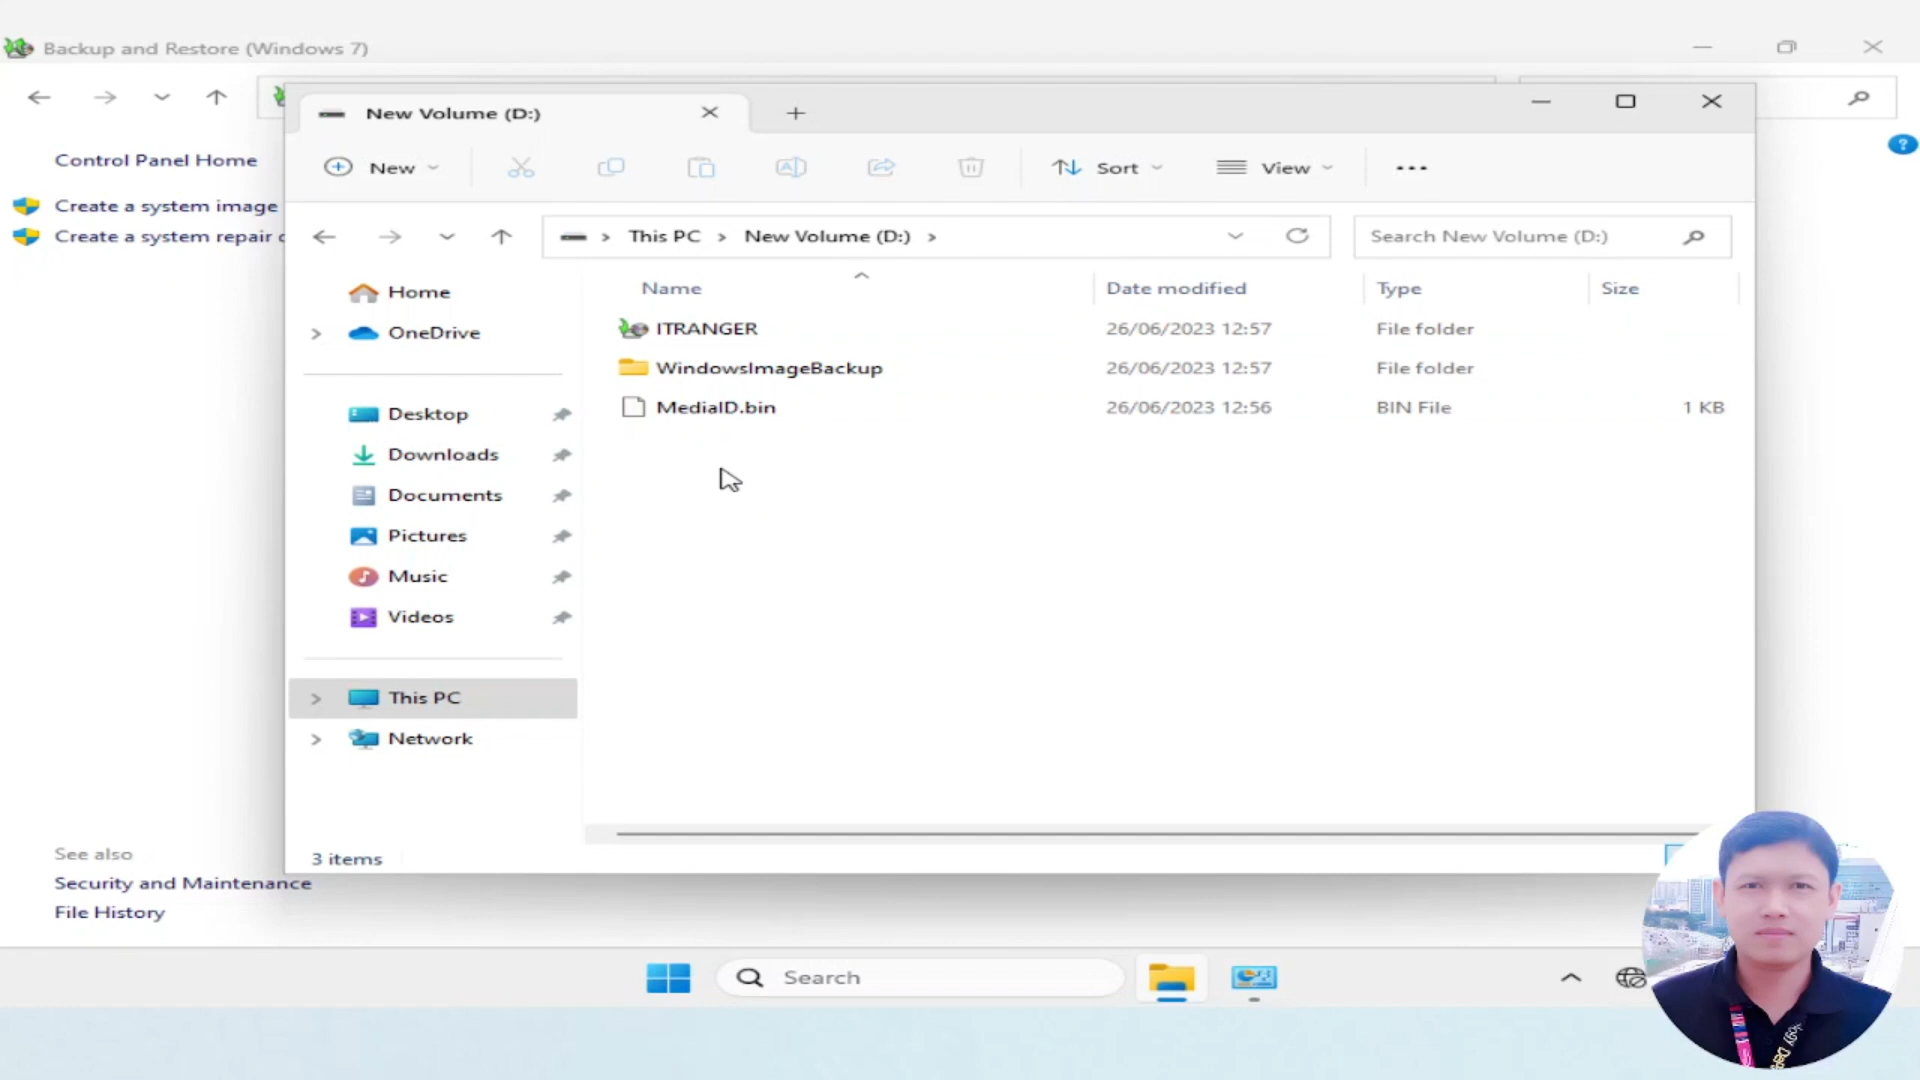 Backup and Restore (Windows 7)
New Volume (D:)
Control Panel Home
Create a system image
Create a system repair
New
Sort
View
This PC > New Volume (D:) >
Search New Volume (D:)
Name
Date modified
Type
Size
Home
OneDrive
Desktop
Downloads
Documents
Pictures
Music
Videos
This PC
Network
ITRANGER 26/06/2023 12:57 File folder
WindowsImageBackup 26/06/2023 12:57 File folder
MediaID.bin 26/06/2023 12:56 BIN File 1 KB
3 items
See also
Security and Maintenance
File History
Search